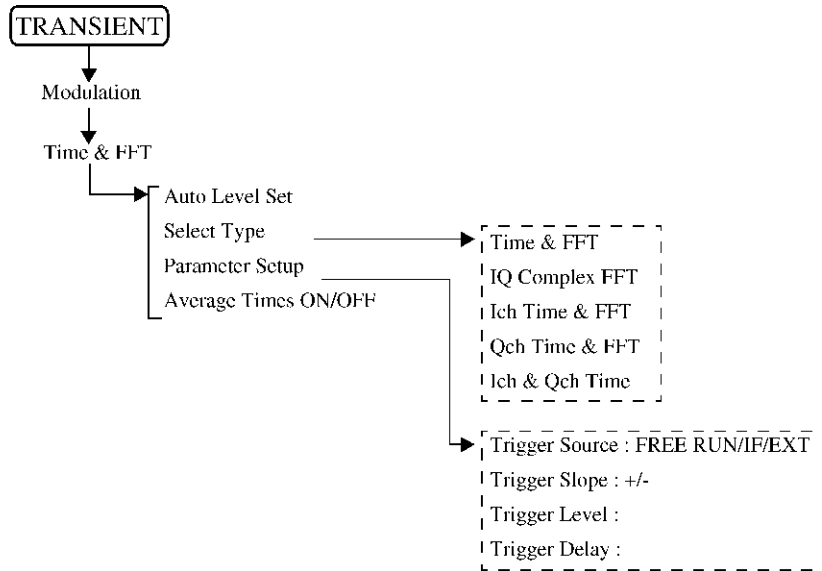 TRANSIENT
Modulation
Time & FFT
Auto Level Set
Select Type
Parameter Setup
Average Times ON/OFF
Time & FFT
IQ Complex FFT
Ich Time & FFT
Qch Time & FFT
Ich & Qch Time
Trigger Source : FREE RUN/IF/EXT
Trigger Slope : +/-
Trigger Level :
Trigger Delay :